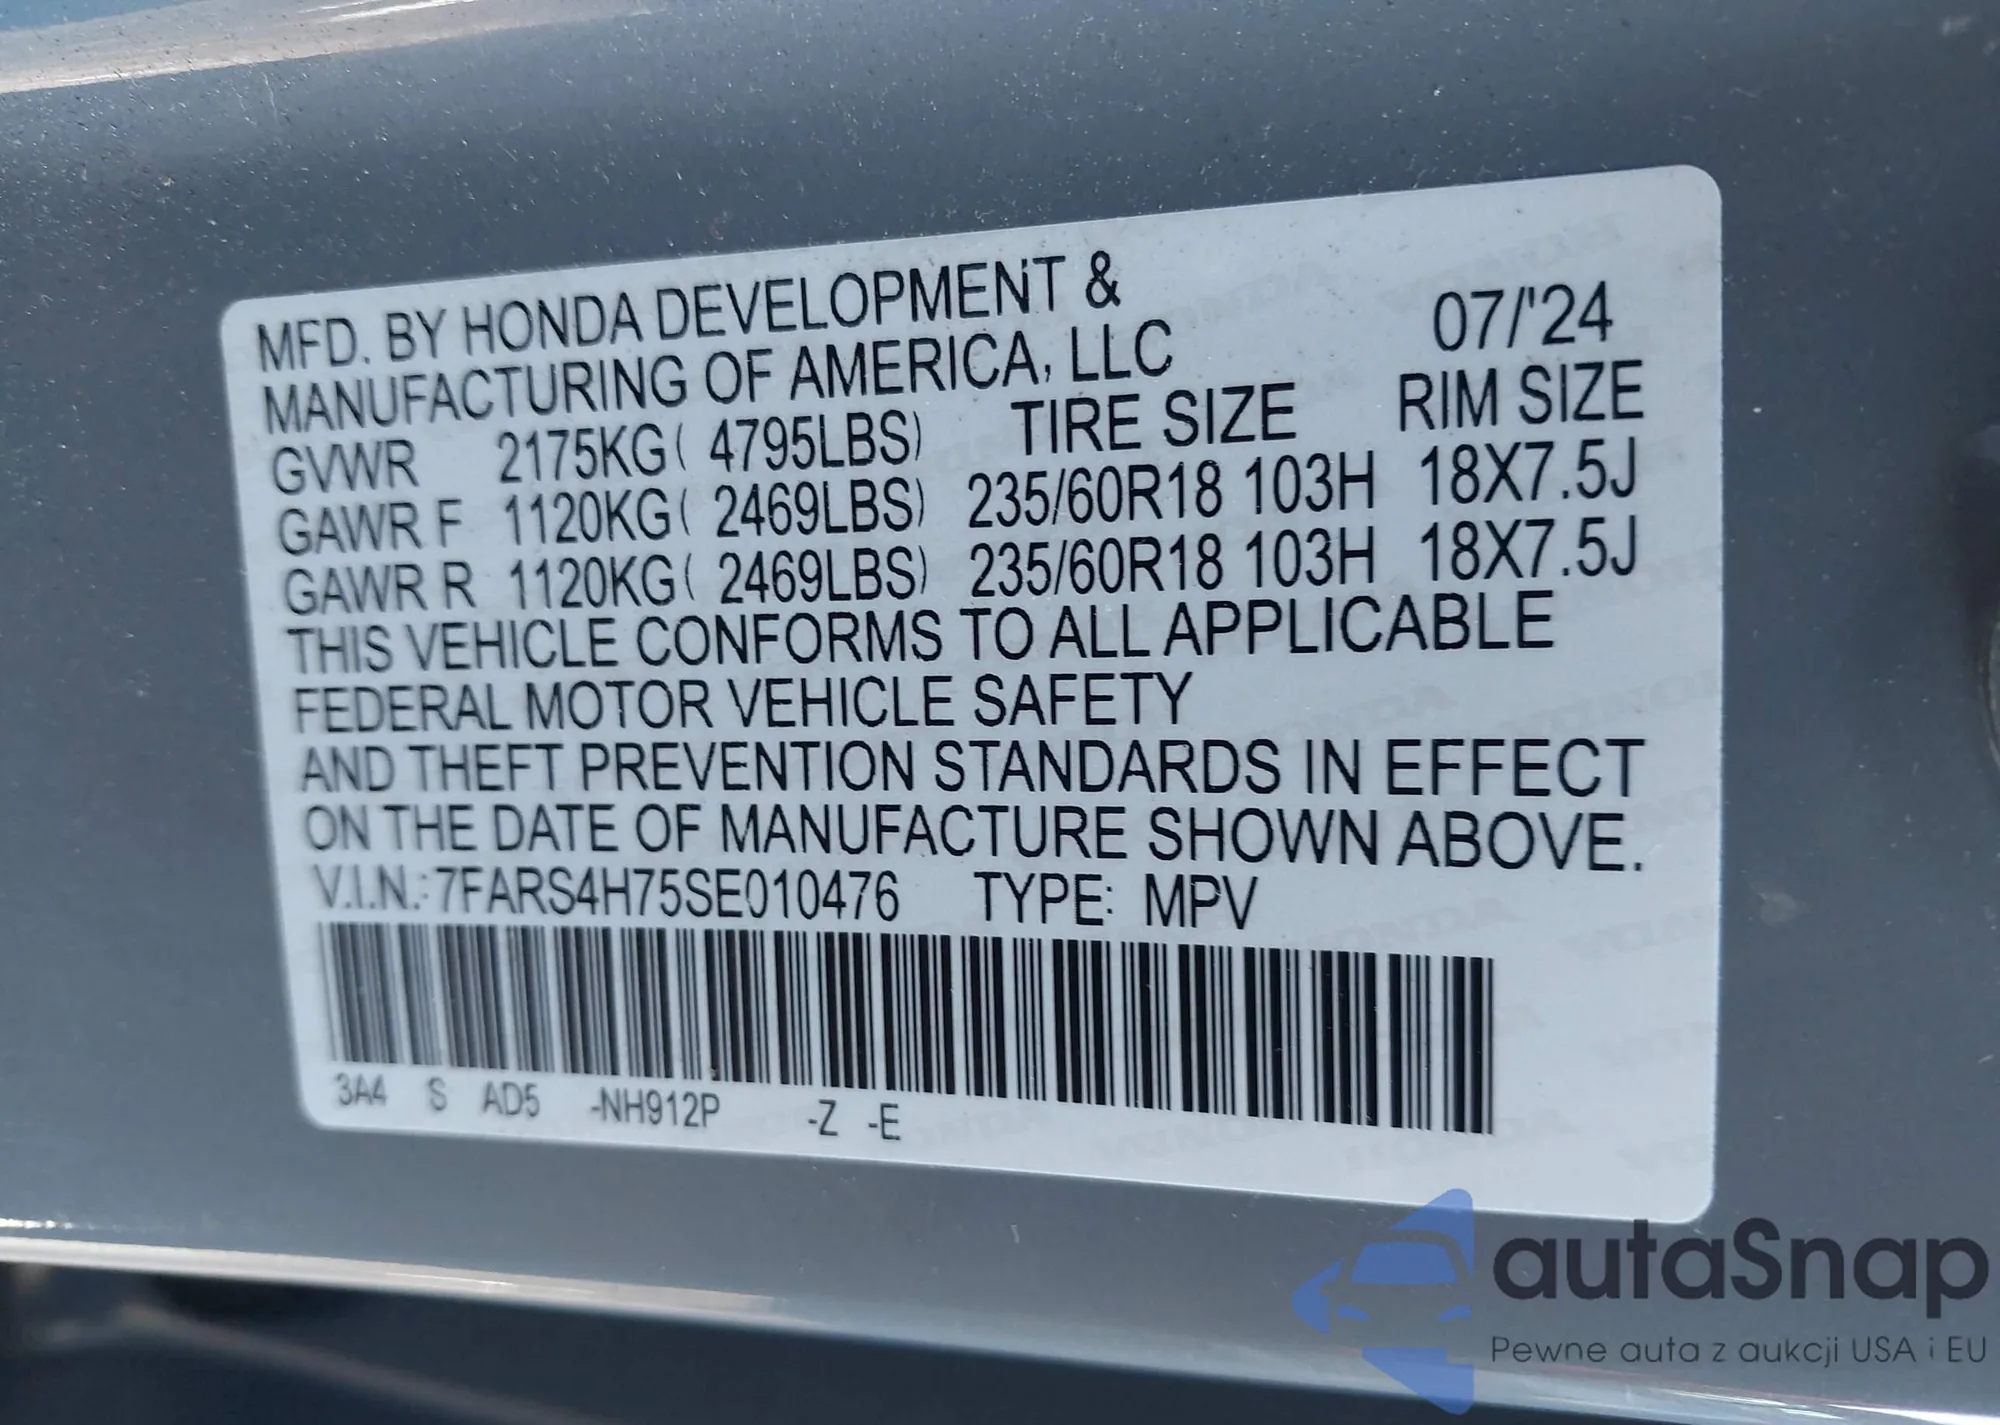 MFD. BY HONDA DEVELOPMENT &
MANUFACTURING OF AMERICA, LLC 07/'24
GVWR 2175KG( 4795LBS) TIRE SIZE RIM SIZE
GAWR F 1120KG( 2469LBS) 235/60R18 103H 18X7.5J
GAWR R 1120KG( 2469LBS) 235/60R18 103H 18X7.5J
THIS VEHICLE CONFORMS TO ALL APPLICABLE
FEDERAL MOTOR VEHICLE SAFETY
AND THEFT PREVENTION STANDARDS IN EFFECT
ON THE DATE OF MANUFACTURE SHOWN ABOVE.
V.I.N.:7FARS4H75SE010476 TYPE: MPV
3A4 S AD5 -NH912P -Z -E
autaSnap
Pewne auta z aukcji USA i EU